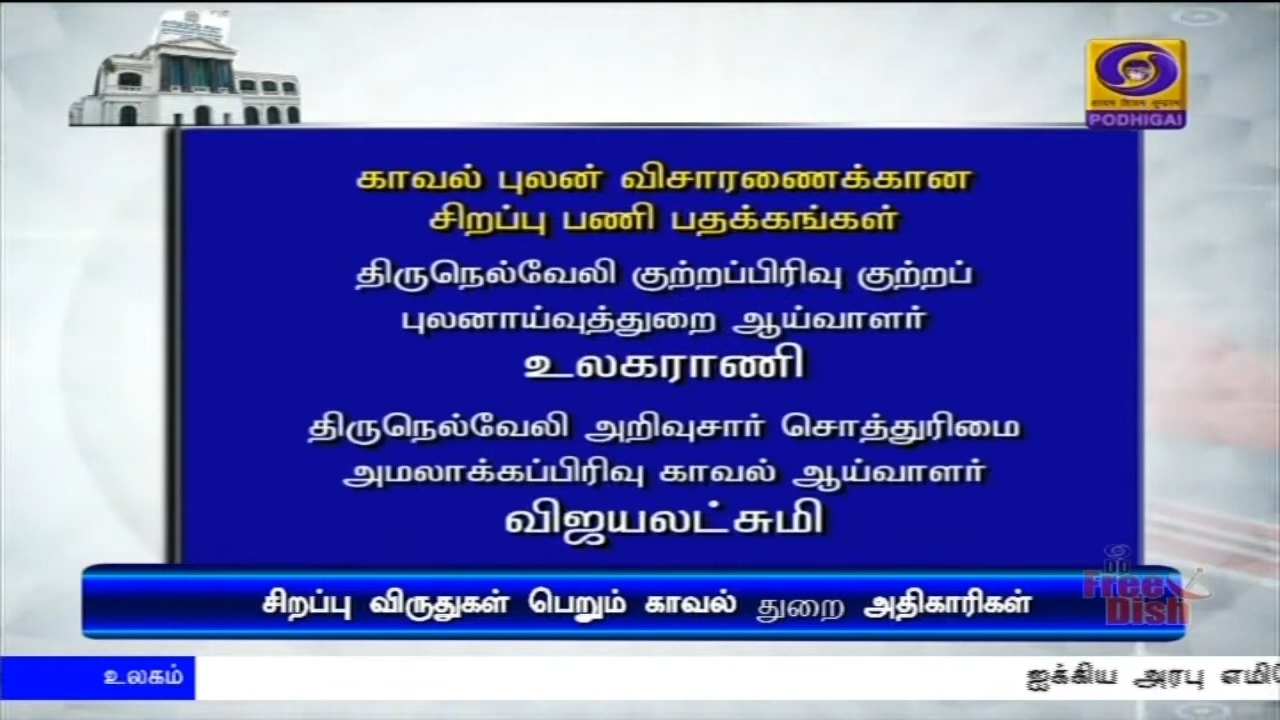 PODHIGAI
காவல் புலன் விசாரணைக்கான
சிறப்பு பணி பதக்கங்கள்
திருநெல்வேலி குற்றப்பிரிவு குற்றப்
புலனாய்வுத்துறை ஆய்வாளர்
உலகராணி
திருநெல்வேலி அறிவுசார் சொத்துரிமை
அமலாக்கப்பிரிவு காவல் ஆய்வாளர்
விஜயலட்சுமி
DD
Free
Dish
சிறப்பு விருதுகள் பெறும் காவல் துறை அதிகாரிகள்
உலகம்
ஐக்கிய அரபு